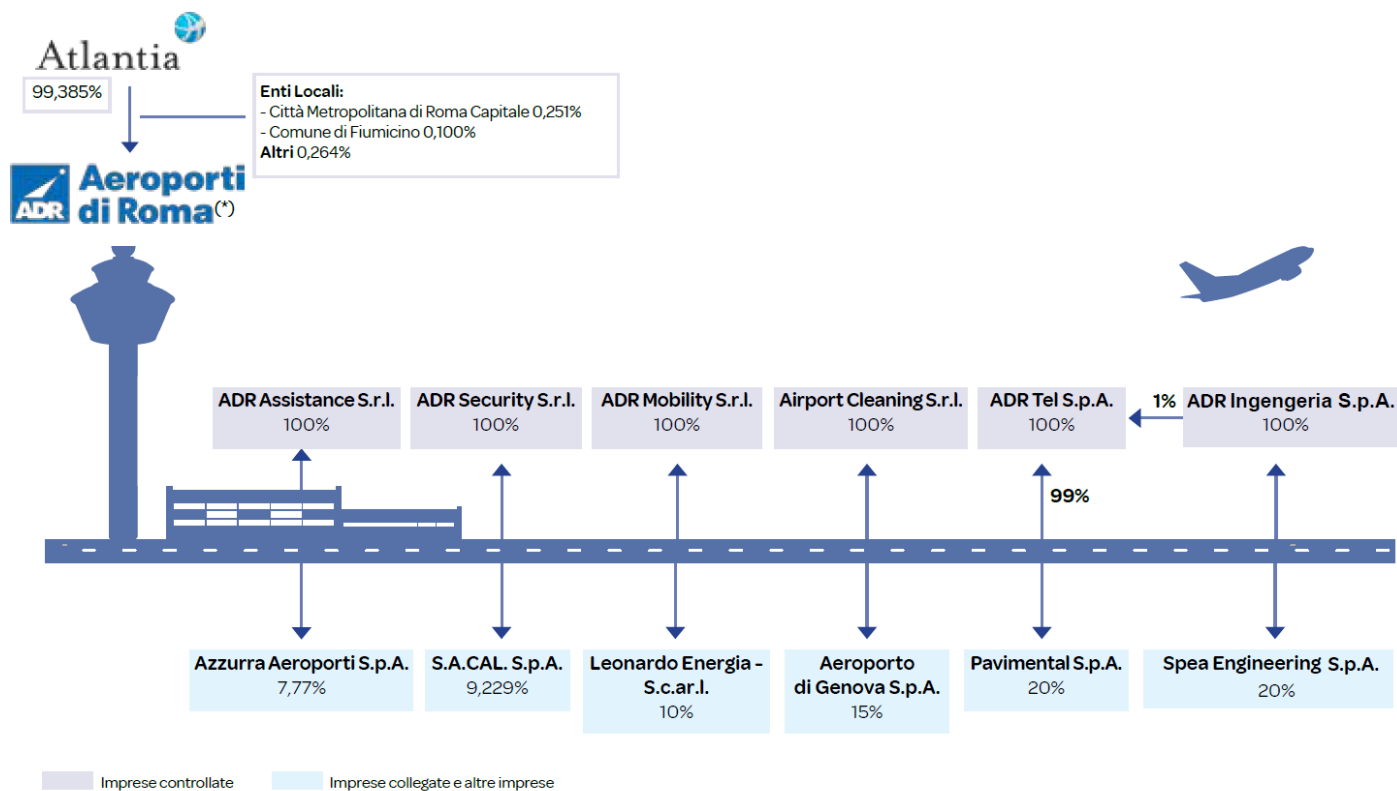 Atlantia
99,385%
Enti Locali:
- Città Metropolitana di Roma Capitale 0,251%
- Comune di Fiumicino 0,100%
Altri 0,264%
ADR
Aeroporti
di Roma(*)
ADR Assistance S.r.l.
100%
ADR Security S.r.l.
100%
ADR Mobility S.r.l.
100%
Airport Cleaning S.r.l.
100%
ADR Tel S.p.A.
100%
1%
ADR Ingengeria S.p.A.
100%
99%
Azzurra Aeroporti S.p.A.
7,77%
S.A.CAL. S.p.A.
9,229%
Leonardo Energia –
S.c.ar.l.
10%
Aeroporto
di Genova S.p.A.
15%
Pavimental S.p.A.
20%
Spea Engineering S.p.A.
20%
Imprese controllate
Imprese collegate e altre imprese